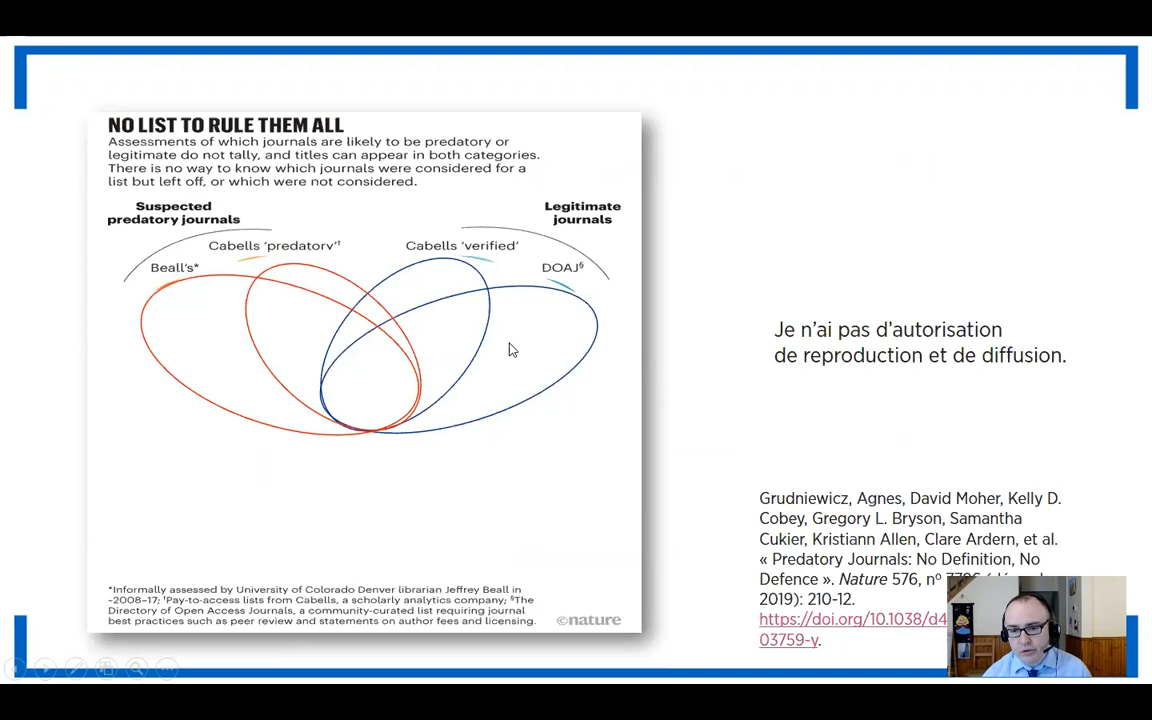 NO LIST TO RULE THEM ALL
Assessments of which journals are likely to be predatory or
legitimate do not tally, and titles can appear in both categories.
There is no way to know which journals were considered for a
list but left off, or which were not considered.
Suspected
predatory journals
Legitimate
journals
Cabells ‘predatory’†
Cabells ‘verified’
Beall’s*
DOAJ§
Je n’ai pas d’autorisation
de reproduction et de diffusion.
Grudniewicz, Agnes, David Moher, Kelly D.
Cobey, Gregory L. Bryson, Samantha
Cukier, Kristiann Allen, Clare Ardern, et al.
« Predatory Journals: No Definition, No
Defence ». Nature 576, nº
2019): 210-12.
https://doi.org/10.1038/d4
03759-y.
*Informally assessed by University of Colorado Denver librarian Jeffrey Beall in
~2008–17; †Pay-to-access lists from Cabells, a scholarly analytics company; §The
Directory of Open Access Journals, a community-curated list requiring journal
best practices such as peer review and statements on author fees and licensing.
©nature